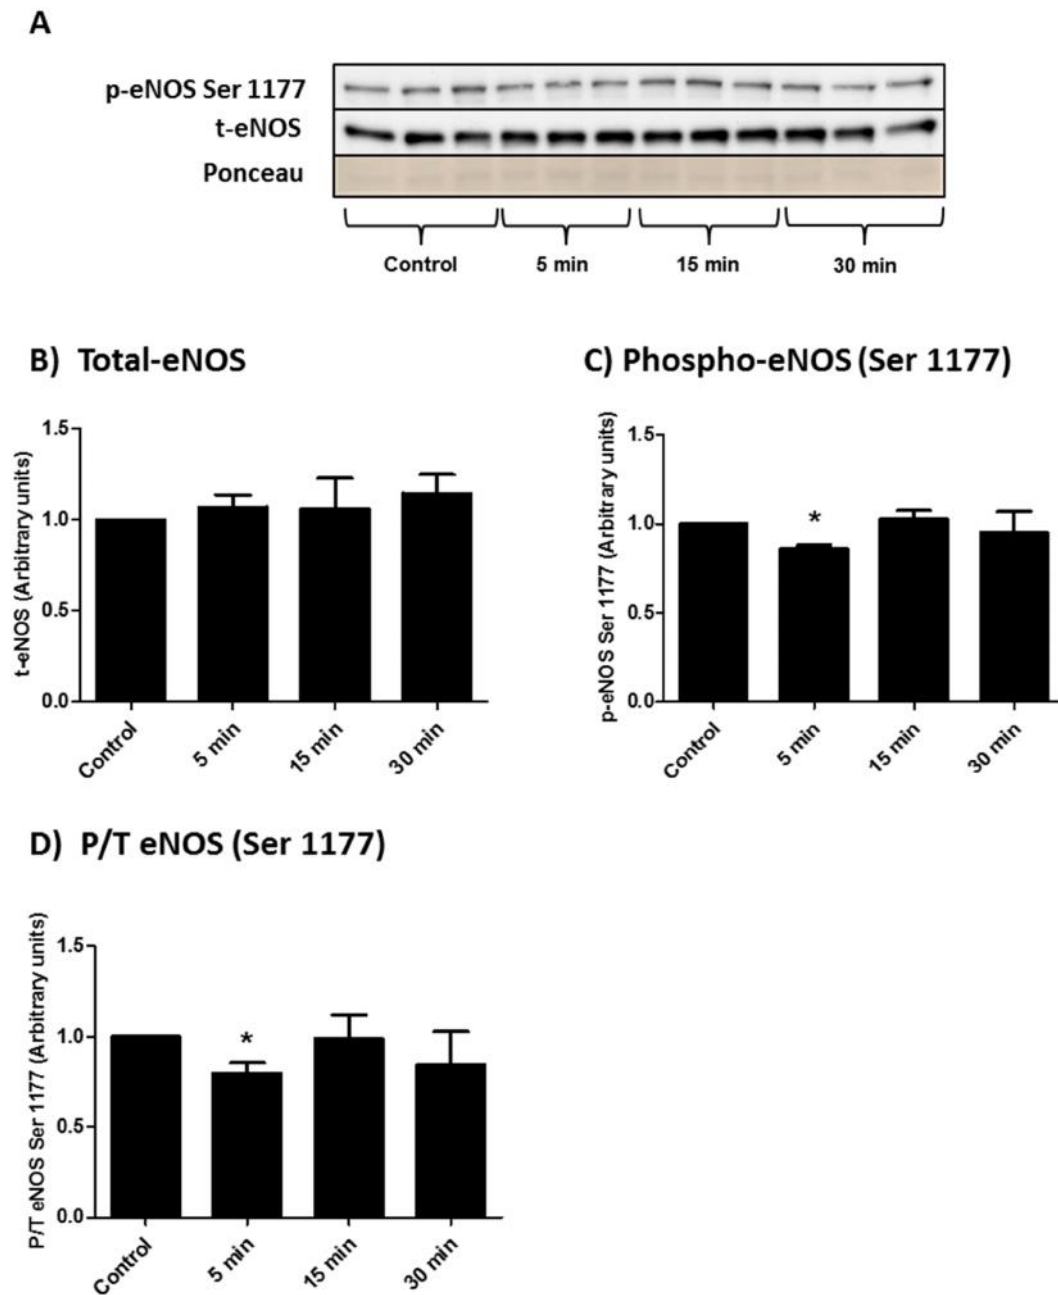 A
p-eNOS Ser 1177
t-eNOS
Ponceau
Control 5 min 15 min 30 min
B) Total-eNOS
t-eNOS (Arbitrary units)
1.5
1.0
0.5
0.0
Control 5 min 15 min 30 min
C) Phospho-eNOS (Ser 1177)
p-eNOS Ser 1177 (Arbitrary units)
1.5
1.0
0.5
0.0
*
Control 5 min 15 min 30 min
D) P/T eNOS (Ser 1177)
P/T eNOS Ser 1177 (Arbitrary units)
1.5
1.0
0.5
0.0
*
Control 5 min 15 min 30 min